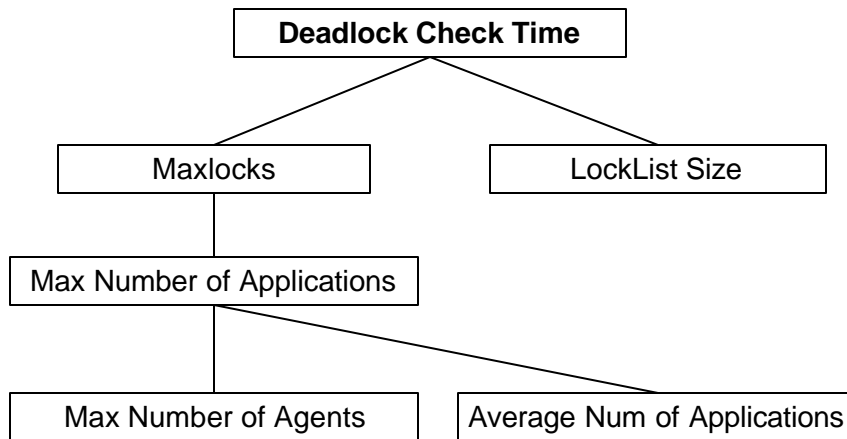 Deadlock Check Time
Maxlocks
LockList Size
Max Number of Applications
Max Number of Agents
Average Num of Applications